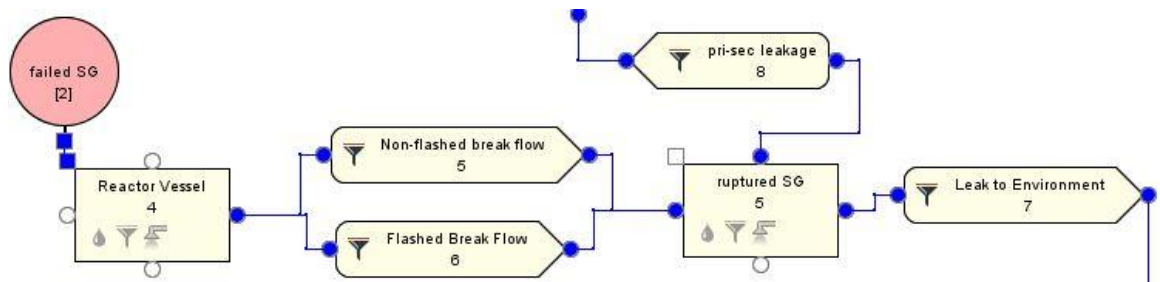 failed SG
[2]
pri-sec leakage
8
Reactor Vessel
4
Non-flashed break flow
5
Flashed Break Flow
6
ruptured SG
5
Leak to Environment
7